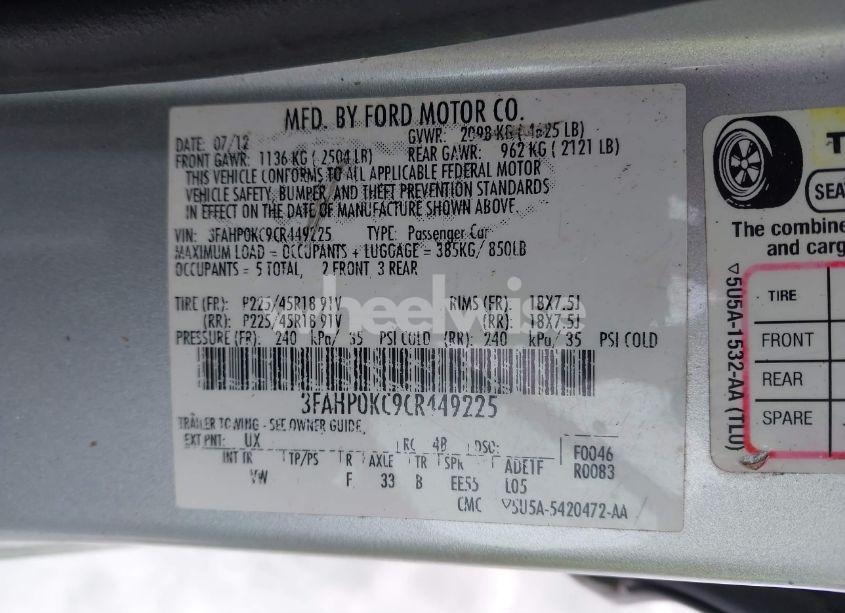 MFD. BY FORD MOTOR CO.
DATE: 07/12
GVWR: 2098 KG ( 4625 LB)
FRONT GAWR: 1136 KG ( 2504 LB)
REAR GAWR: 962 KG ( 2121 LB)
THIS VEHICLE CONFORMS TO ALL APPLICABLE FEDERAL MOTOR
VEHICLE SAFETY, BUMPER, AND THEFT PREVENTION STANDARDS
IN EFFECT ON THE DATE OF MANUFACTURE SHOWN ABOVE.
VIN: 3FAHP0KC9CR449225 TYPE: Passenger Car
MAXIMUM LOAD = OCCUPANTS + LUGGAGE = 385KG/ 850LB
OCCUPANTS = 5 TOTAL, 2 FRONT, 3 REAR
TIRE (FR): P225/45R18 91V RIMS (FR): 18X7.5J
(RR): P225/45R18 91V (RR): 18X7.5J
PRESSURE (FR): 240 kPa/ 35 PSI COLD (RR): 240 kPa/ 35 PSI COLD
3FAHP0KC9CR449225
TRAILER TOWING - SEE OWNER GUIDE.
EXT PNT: UX RC: 48 DSO: F0046
INT TR TP/PS R AXLE TR SPR ADE1F R0083
VW F 33 B EE55 L05
CMC ▽5U5A-5420472-AA
▽5U5A-1532-AA (TLU)
T
SEAT
The combine
and carg
TIRE
FRONT
REAR
SPARE